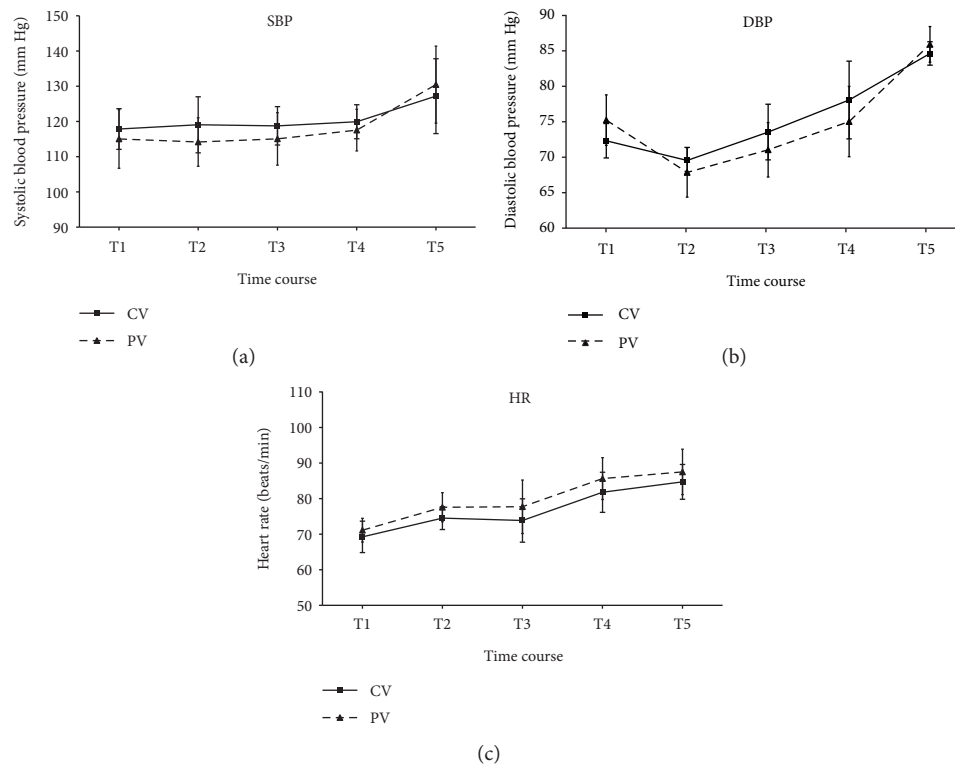 SBP
Systolic blood pressure (mm Hg)
150
140
130
120
110
100
90
T1 T2 T3 T4 T5
Time course
CV
PV
(a)
DBP
Diastolic blood pressure (mm Hg)
90
85
80
75
70
65
60
T1 T2 T3 T4 T5
Time course
CV
PV
(b)
HR
Heart rate (beats/min)
110
100
90
80
70
60
50
T1 T2 T3 T4 T5
Time course
CV
PV
(c)